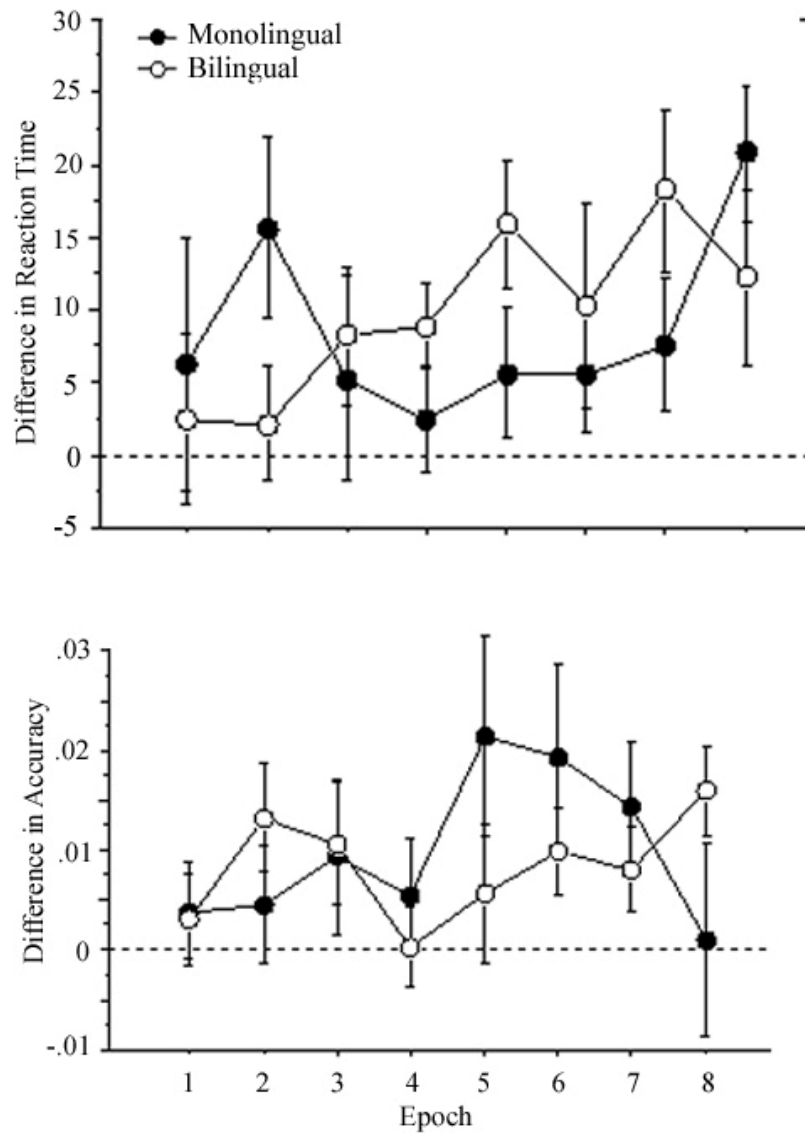 30
Monolingual
Bilingual
25
20
15
10
5
0
-5
Difference in Reaction Time
.03
.02
.01
0
-.01
Difference in Accuracy
1 2 3 4 5 6 7 8
Epoch